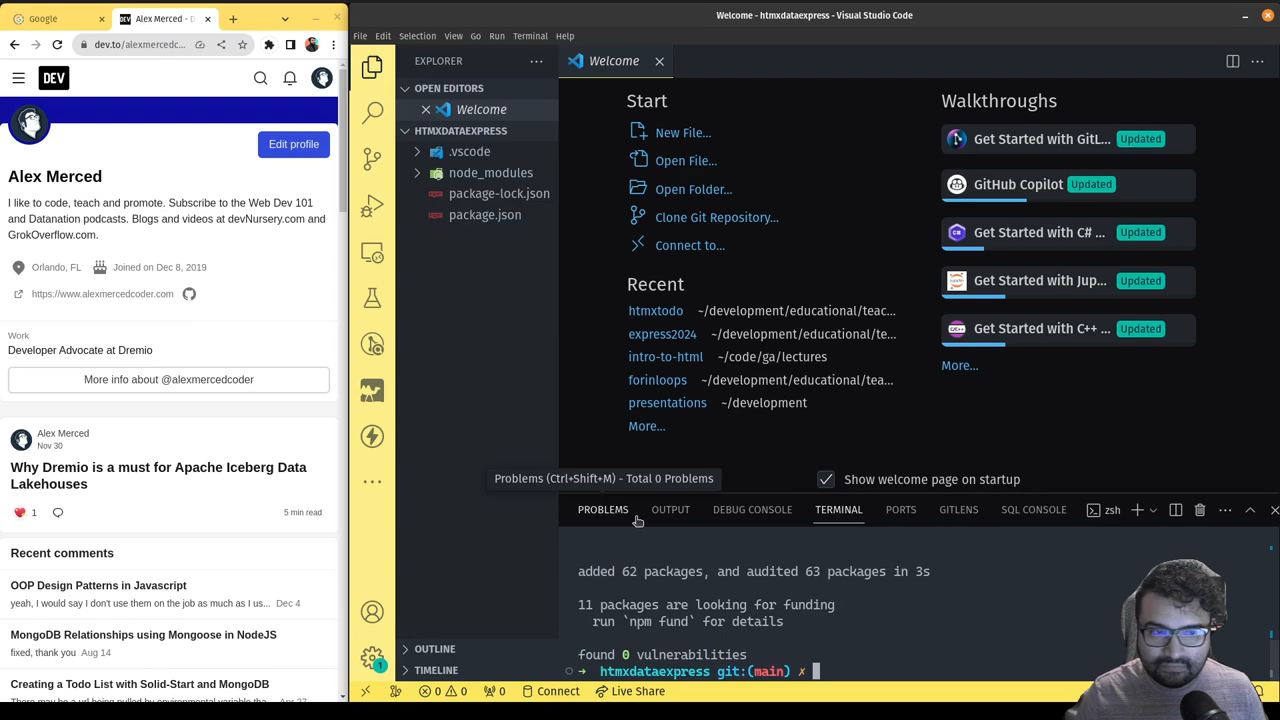 Google
Alex Merced - D
dev.to/alexmercedc...
DEV
Edit profile
Alex Merced
I like to code, teach and promote. Subscribe to the Web Dev 101
and Datanation podcasts. Blogs and videos at devNursery.com and
GrokOverflow.com.
Orlando, FL
Joined on Dec 8, 2019
https://www.alexmercedcoder.com
Work
Developer Advocate at Dremio
More info about @alexmercedcoder
Alex Merced
Nov 30
Why Dremio is a must for Apache Iceberg Data
Lakehouses
1
5 min read
Recent comments
OOP Design Patterns in Javascript
yeah, I would say I don't use them on the job as much as I us... Dec 4
MongoDB Relationships using Mongoose in NodeJS
fixed, thank you Aug 14
Creating a Todo List with Solid-Start and MongoDB
Welcome - htmxdataexpress - Visual Studio Code
File Edit Selection View Go Run Terminal Help
EXPLORER
OPEN EDITORS
Welcome
HTMXDATAEXPRESS
.vscode
node_modules
package-lock.json
package.json
OUTLINE
TIMELINE
Welcome
Start
New File...
Open File...
Open Folder...
Clone Git Repository...
Connect to...
Recent
htmxtodo ~/development/educational/teac...
express2024 ~/development/educational/te...
intro-to-html ~/code/ga/lectures
forinloops ~/development/educational/tea...
presentations ~/development
More...
Walkthroughs
Get Started with GitL... Updated
GitHub Copilot Updated
Get Started with C# ... Updated
Get Started with Jup... Updated
Get Started with C++ ... Updated
More...
Problems (Ctrl+Shift+M) - Total 0 Problems
Show welcome page on startup
PROBLEMS OUTPUT DEBUG CONSOLE TERMINAL PORTS GITLENS SQL CONSOLE zsh
added 62 packages, and audited 63 packages in 3s
11 packages are looking for funding
run `npm fund` for details
found 0 vulnerabilities
➜ htmxdataexpress git:(main) ✗
1
0 0 0 Connect Live Share